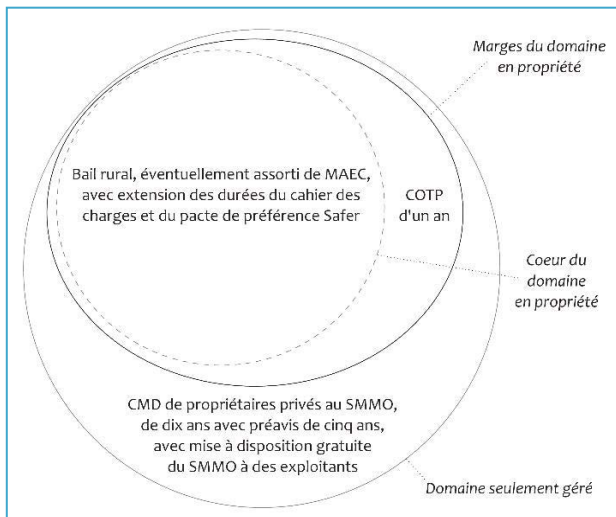 Marges du domaine
en propriété
Bail rural, éventuellement assorti de MAEC,
avec extension des durées du cahier des
charges et du pacte de préférence Safer
COTP
d'un an
Coeur du
domaine
en propriété
CMD de propriétaires privés au SMMO,
de dix ans avec préavis de cinq ans,
avec mise à disposition gratuite
du SMMO à des exploitants
Domaine seulement géré